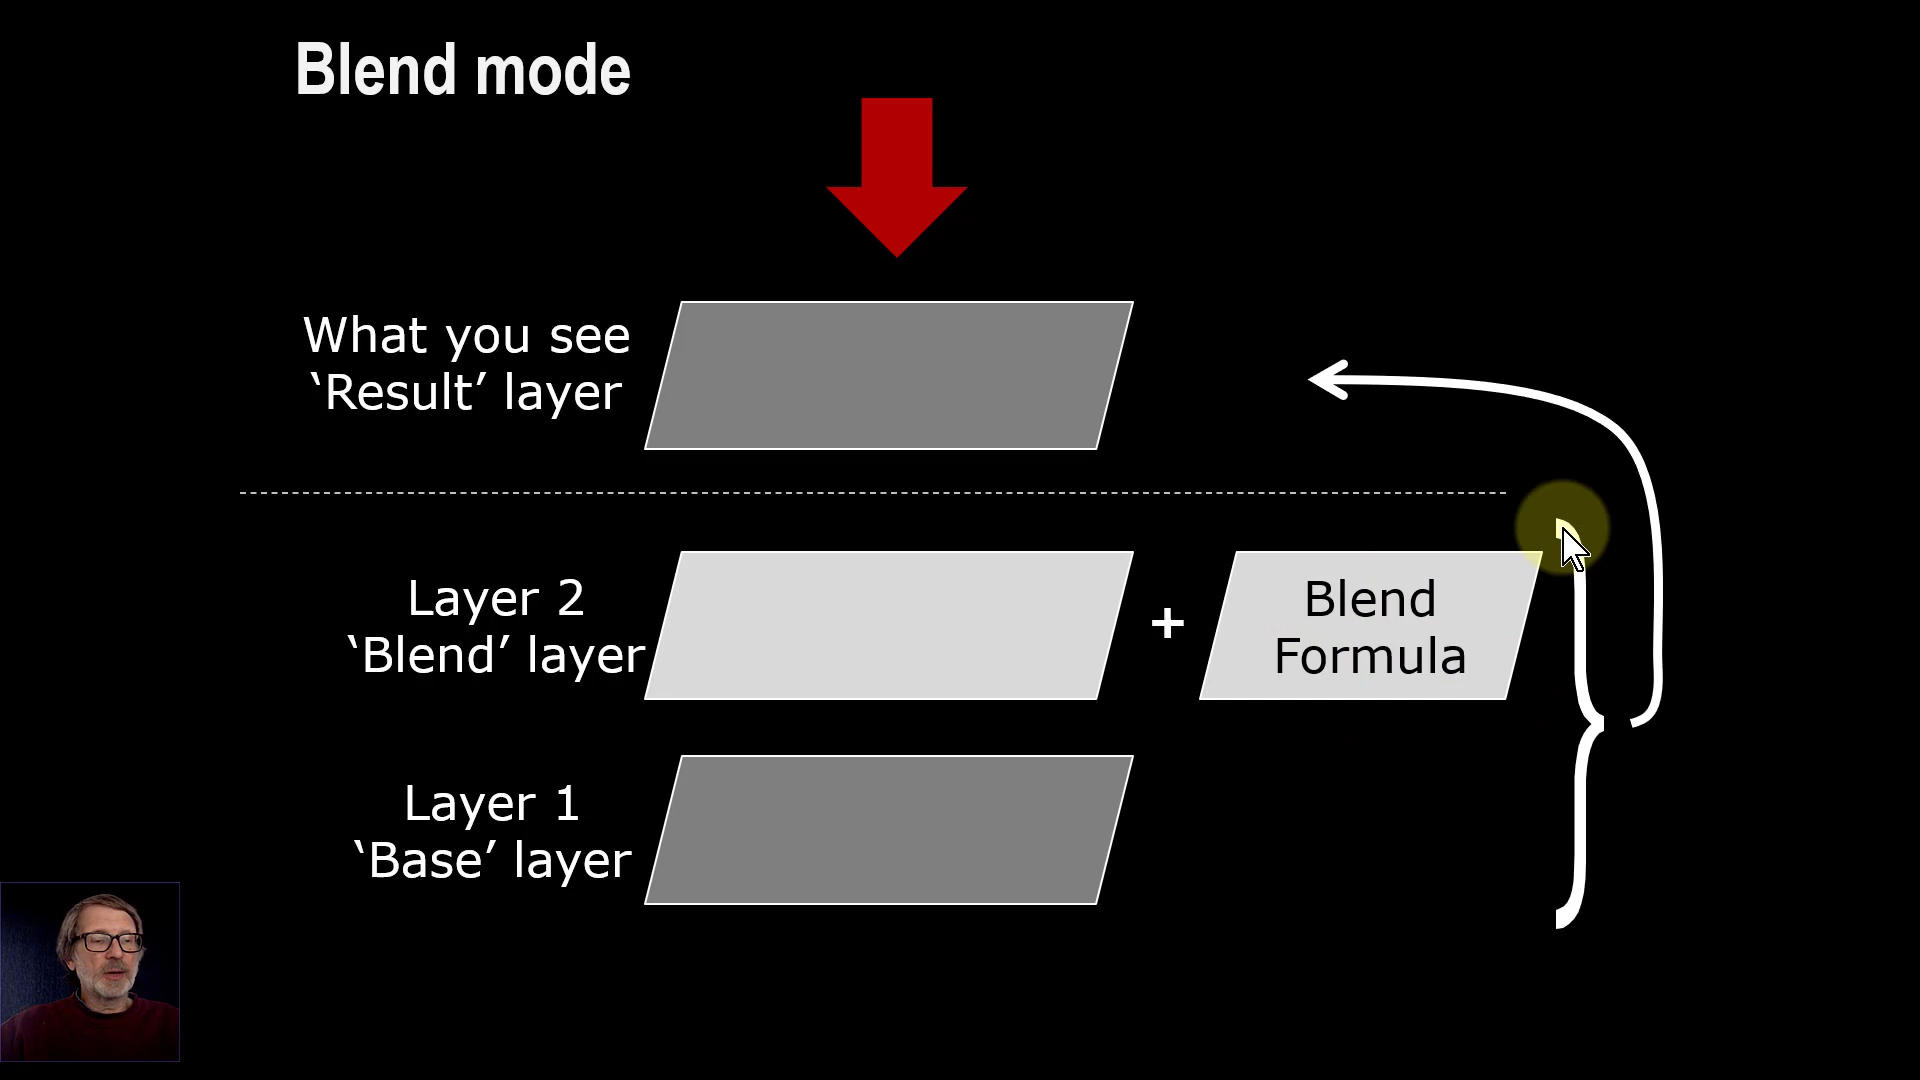 Blend mode
What you see
‘Result’ layer
Layer 2
‘Blend’ layer
+
Blend
Formula
Layer 1
‘Base’ layer